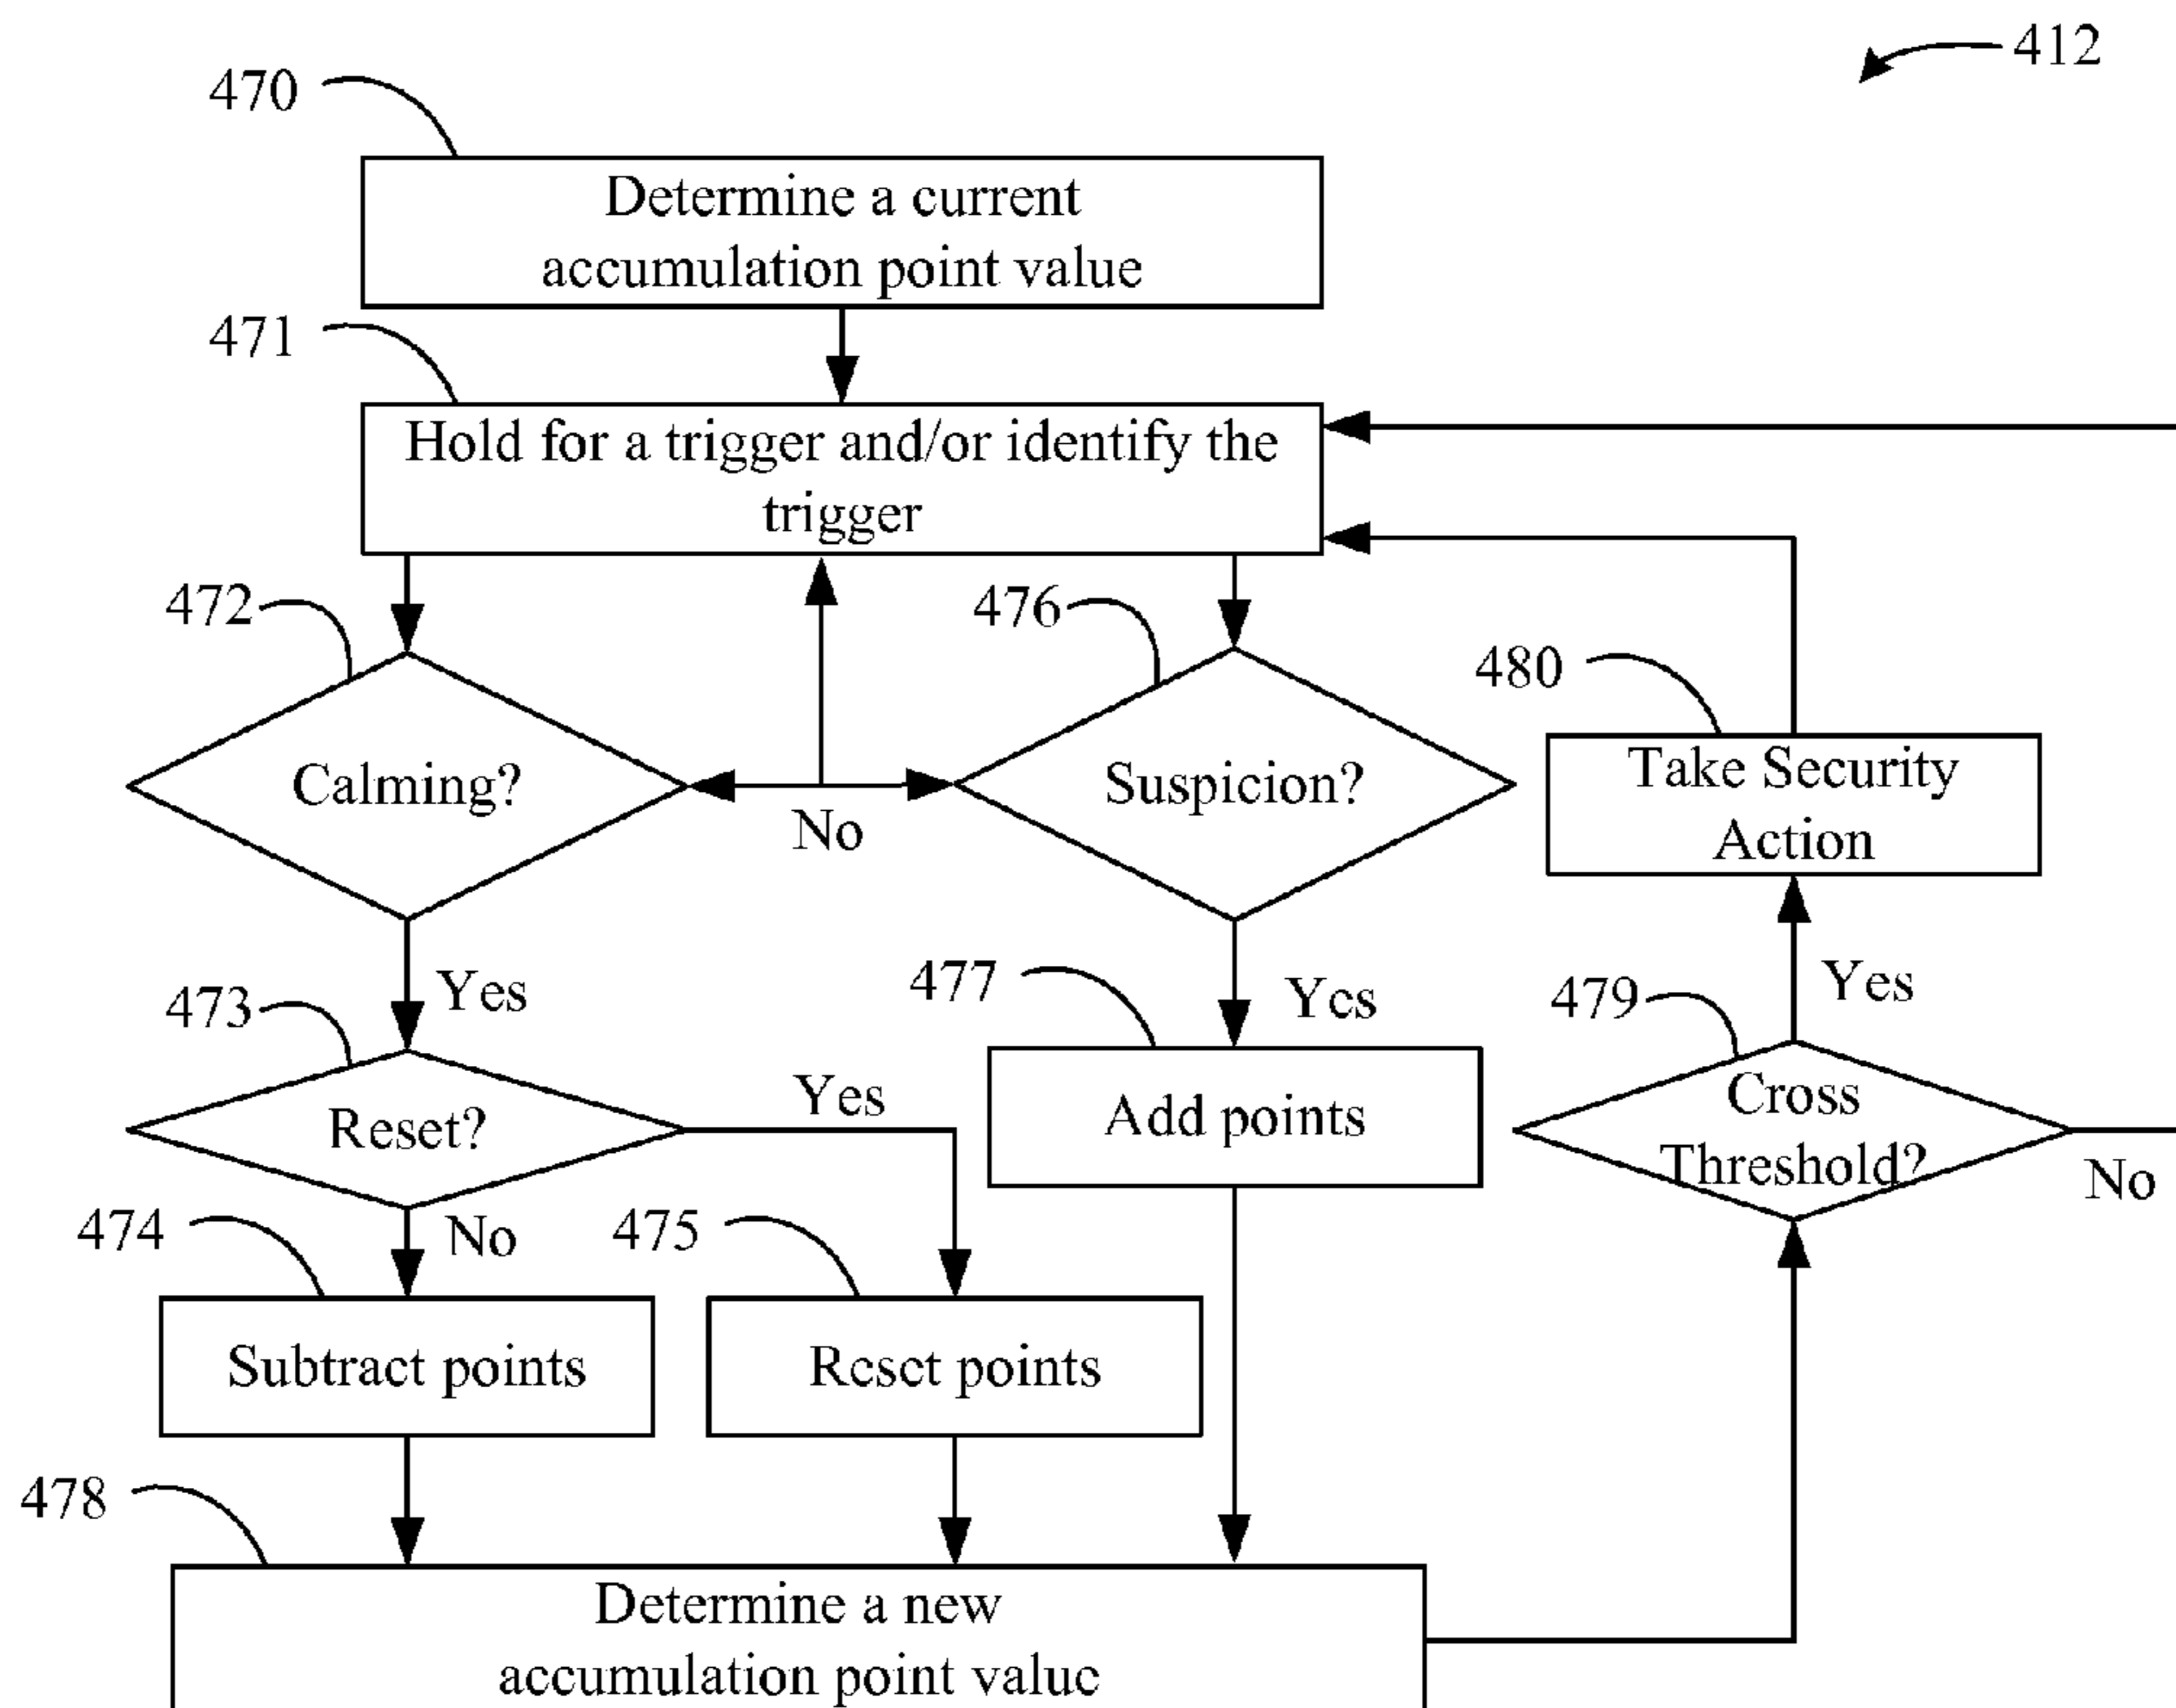 412
470
Determine a current
accumulation point value
471
Hold for a trigger and/or identify the
trigger
472
476
480
Calming?
No
Suspicion?
Take Security
Action
473
Yes
477
Yes
479
Yes
Reset?
Yes
Add points
Cross
Threshold?
No
474
No
475
Subtract points
Reset points
478
Determine a new
accumulation point value